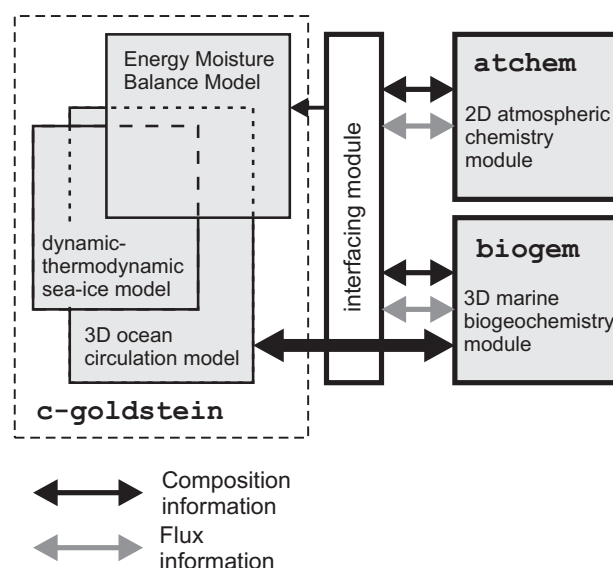 Energy Moisture
Balance Model
dynamic-
thermodynamic
sea-ice model
3D ocean
circulation model
c-goldstein
interfacing module
atchem
2D atmospheric
chemistry
module
biogem
3D marine
biogeochemistry
module
Composition
information
Flux
information